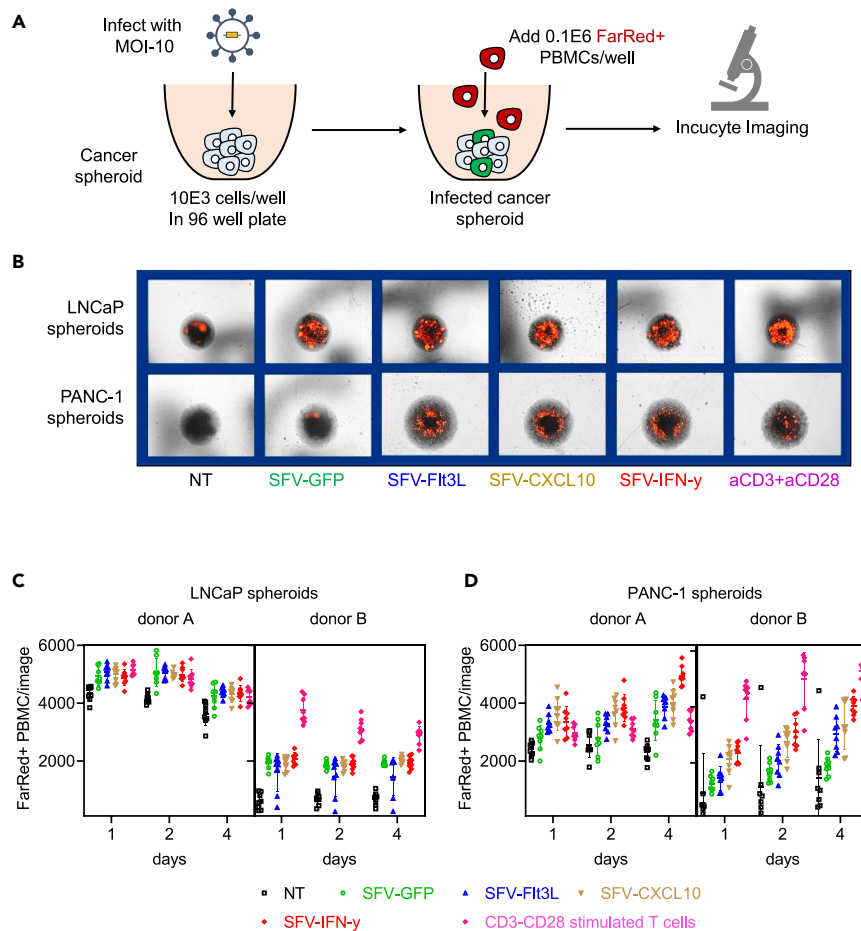 A
Infect with
MOI-10
Add 0.1E6 FarRed+
PBMCs/well
Incucyte Imaging
Cancer
spheroid
10E3 cells/well
In 96 well plate
Infected cancer
spheroid
B
LNCaP
spheroids
PANC-1
spheroids
NT SFV-GFP SFV-Flt3L SFV-CXCL10 SFV-IFN-y aCD3+aCD28
C
LNCaP spheroids
donor A donor B
FarRed+ PBMC/image
6000
4000
2000
1 2 4 1 2 4
days days
D
PANC-1 spheroids
donor A donor B
FarRed+ PBMC/image
6000
4000
2000
1 2 4 1 2 4
days days
NT SFV-GFP SFV-Flt3L SFV-CXCL10
SFV-IFN-y CD3-CD28 stimulated T cells